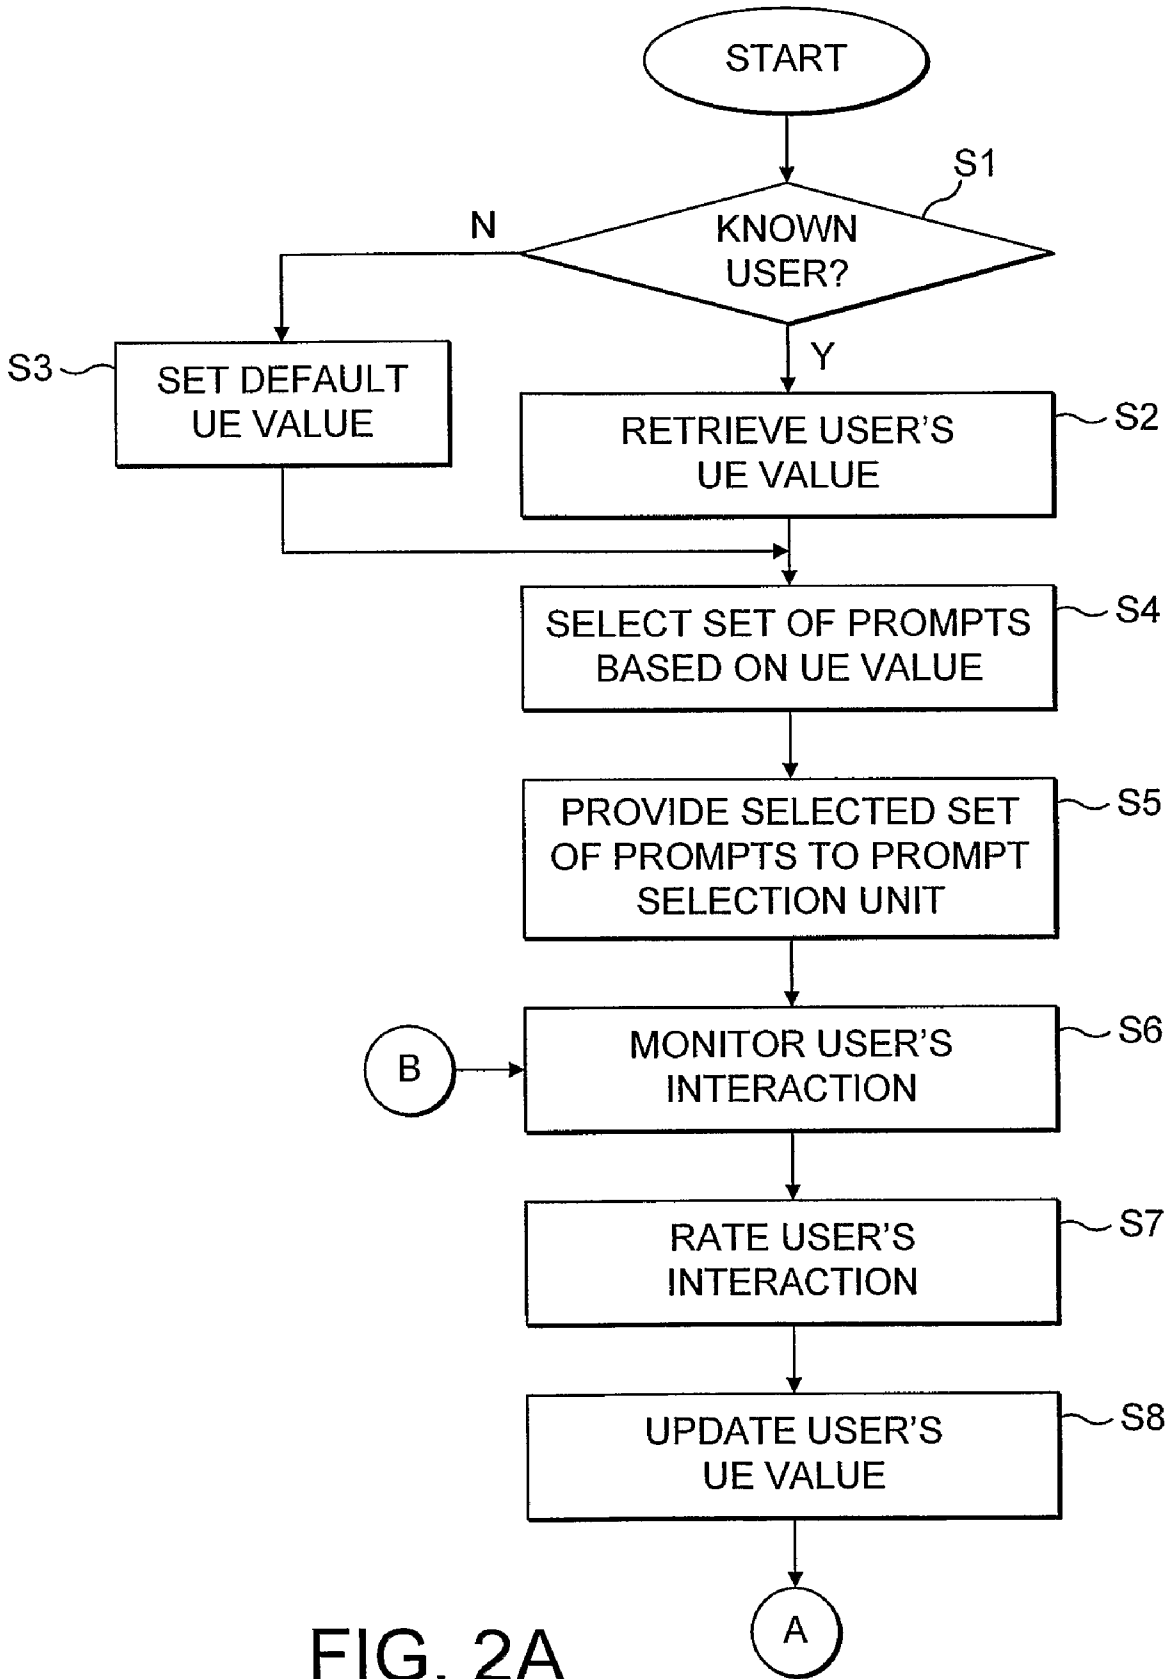 START
S1
KNOWN
USER?
N
Y
S3
SET DEFAULT
UE VALUE
S2
RETRIEVE USER'S
UE VALUE
S4
SELECT SET OF PROMPTS
BASED ON UE VALUE
S5
PROVIDE SELECTED SET
OF PROMPTS TO PROMPT
SELECTION UNIT
S6
B
MONITOR USER'S
INTERACTION
S7
RATE USER'S
INTERACTION
S8
UPDATE USER'S
UE VALUE
A
FIG. 2A